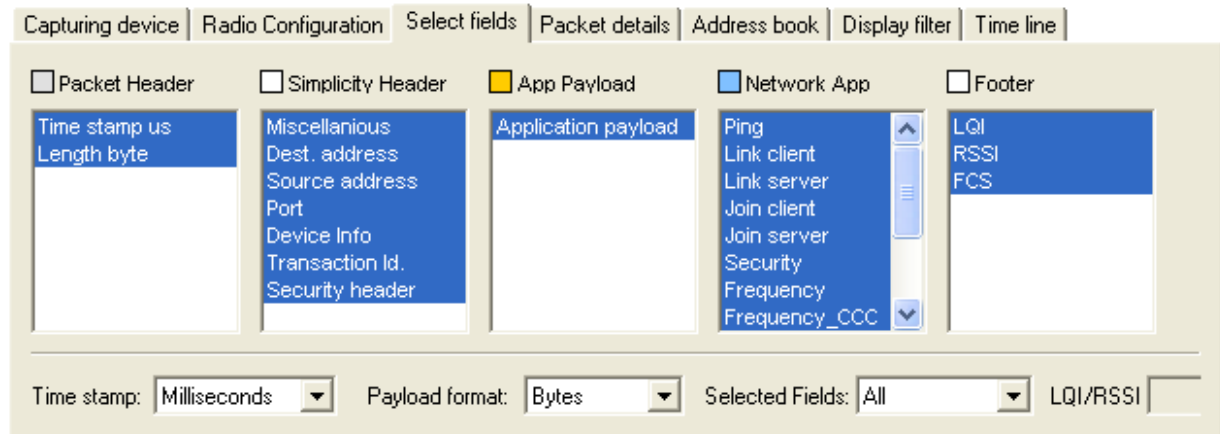 Capturing device Radio Configuration Select fields Packet details Address book Display filter Time line
Packet Header Simplicity Header App Payload Network App Footer
Time stamp us
Length byte
Miscellanious
Dest. address
Source address
Port
Device Info
Transaction Id.
Security header
Application payload
Ping
Link client
Link server
Join client
Join server
Security
Frequency
Frequency_CCC
LQI
RSSI
FCS
Time stamp: Milliseconds Payload format: Bytes Selected Fields: All LQI/RSSI